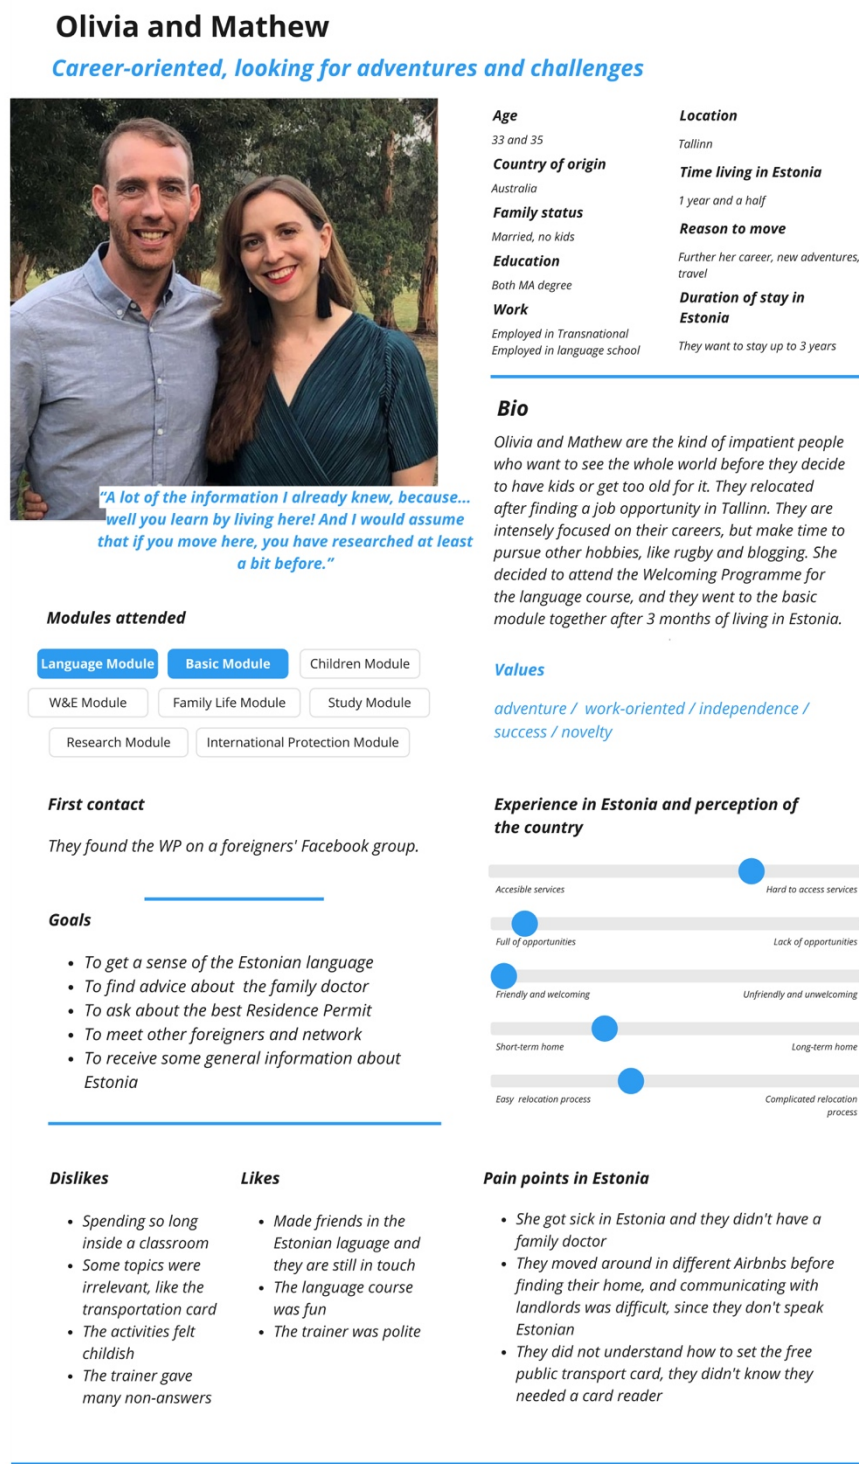 Olivia and Mathew
Career-oriented, looking for adventures and challenges
Age
33 and 35
Country of origin
Australia
Family status
Married, no kids
Education
Both MA degree
Work
Employed in Transnational
Employed in language school
Location
Tallinn
Time living in Estonia
1 year and a half
Reason to move
Further her career, new adventures,
travel
Duration of stay in
Estonia
They want to stay up to 3 years
“A lot of the information I already knew, because...
well you learn by living here! And I would assume
that if you move here, you have researched at least
a bit before.”
Bio
Olivia and Mathew are the kind of impatient people
who want to see the whole world before they decide
to have kids or get too old for it. They relocated
after finding a job opportunity in Tallinn. They are
intensely focused on their careers, but make time to
pursue other hobbies, like rugby and blogging. She
decided to attend the Welcoming Programme for
the language course, and they went to the basic
module together after 3 months of living in Estonia.
Modules attended
Language Module Basic Module Children Module
W&E Module Family Life Module Study Module
Research Module International Protection Module
Values
adventure / work-oriented / independence /
success / novelty
First contact
They found the WP on a foreigners' Facebook group.
Goals
• To get a sense of the Estonian language
• To find advice about the family doctor
• To ask about the best Residence Permit
• To meet other foreigners and network
• To receive some general information about
Estonia
Experience in Estonia and perception of
the country
Accesible services Hard to access services
Full of opportunities Lack of opportunities
Friendly and welcoming Unfriendly and unwelcoming
Short-term home Long-term home
Easy relocation process Complicated relocation
process
Dislikes
• Spending so long
inside a classroom
• Some topics were
irrelevant, like the
transportation card
• The activities felt
childish
• The trainer gave
many non-answers
Likes
• Made friends in the
Estonian laguage and
they are still in touch
• The language course
was fun
• The trainer was polite
Pain points in Estonia
• She got sick in Estonia and they didn't have a
family doctor
• They moved around in different Airbnbs before
finding their home, and communicating with
landlords was difficult, since they don't speak
Estonian
• They did not understand how to set the free
public transport card, they didn't know they
needed a card reader